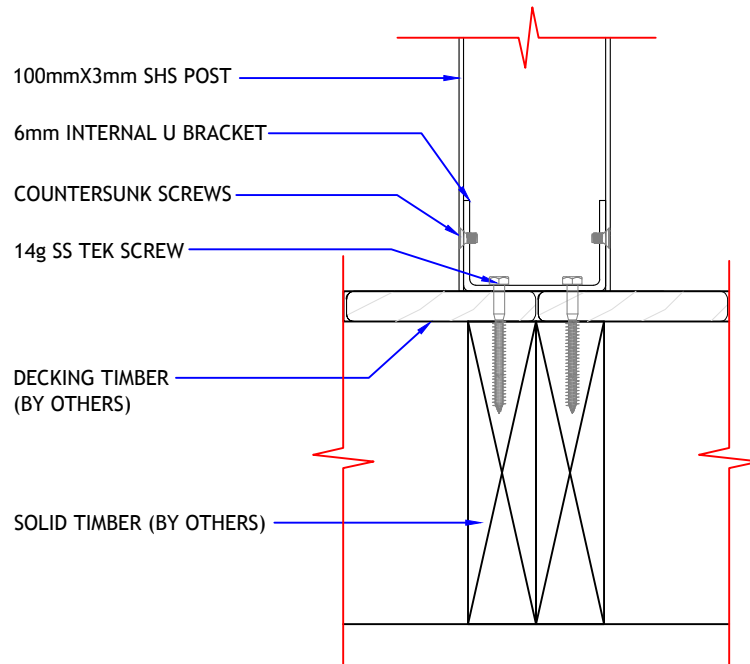 100mmX3mm SHS POST
6mm INTERNAL U BRACKET
COUNTERSUNK SCREWS
14g SS TEK SCREW
DECKING TIMBER
(BY OTHERS)
SOLID TIMBER (BY OTHERS)